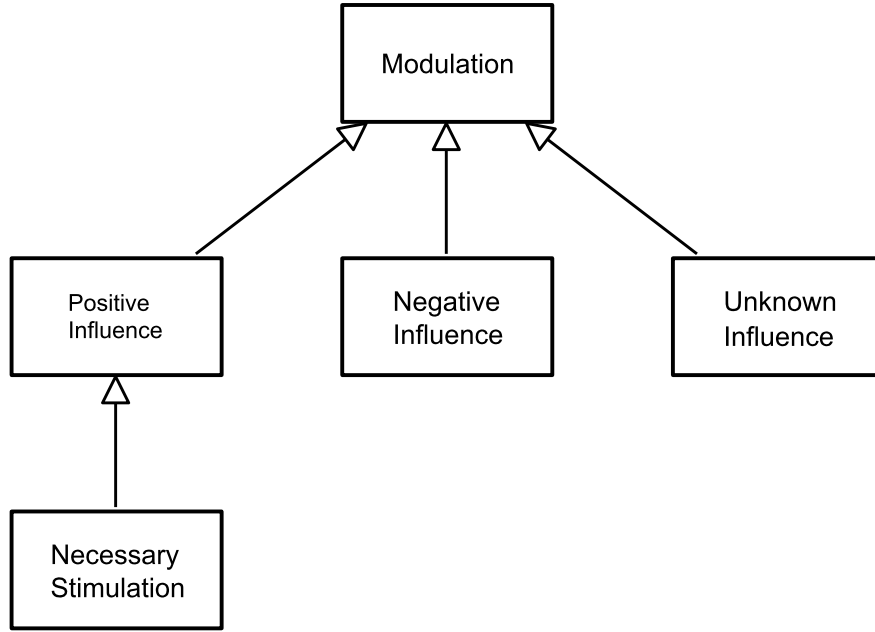 Modulation
Positive
Influence
Negative
Influence
Unknown
Influence
Necessary
Stimulation